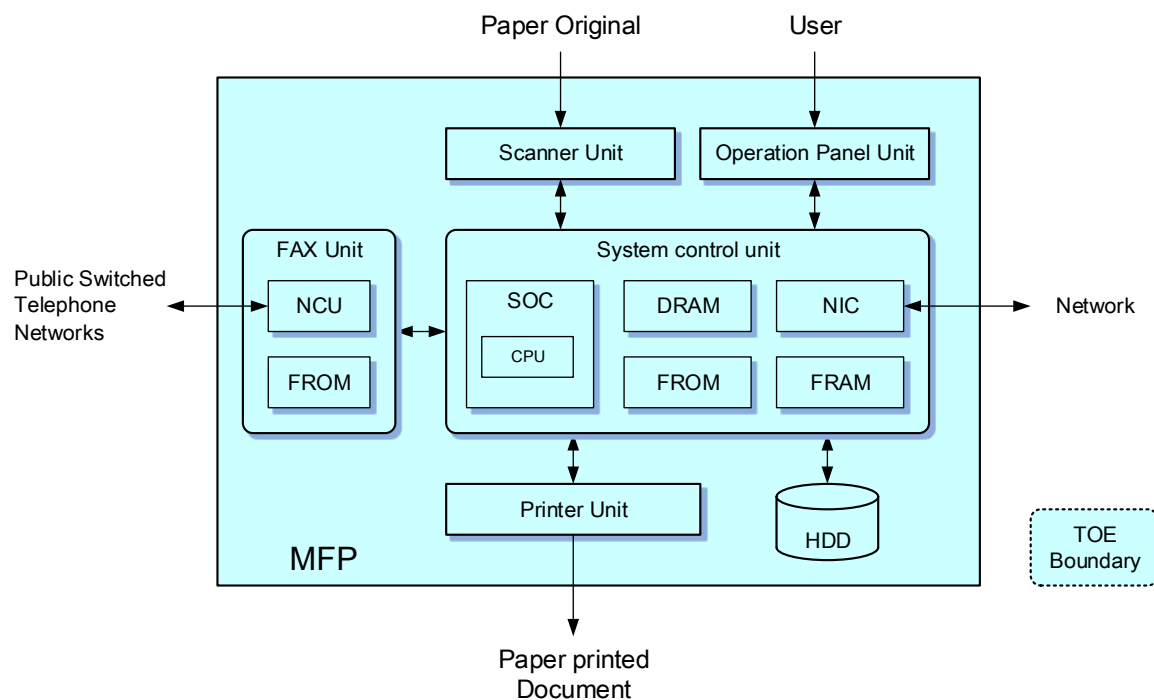 Paper Original
User
Scanner Unit
Operation Panel Unit
FAX Unit
System control unit
Public Switched
Telephone
Networks
NCU
SOC
DRAM
NIC
Network
CPU
FROM
FROM
FRAM
Printer Unit
HDD
MFP
TOE
Boundary
Paper printed
Document